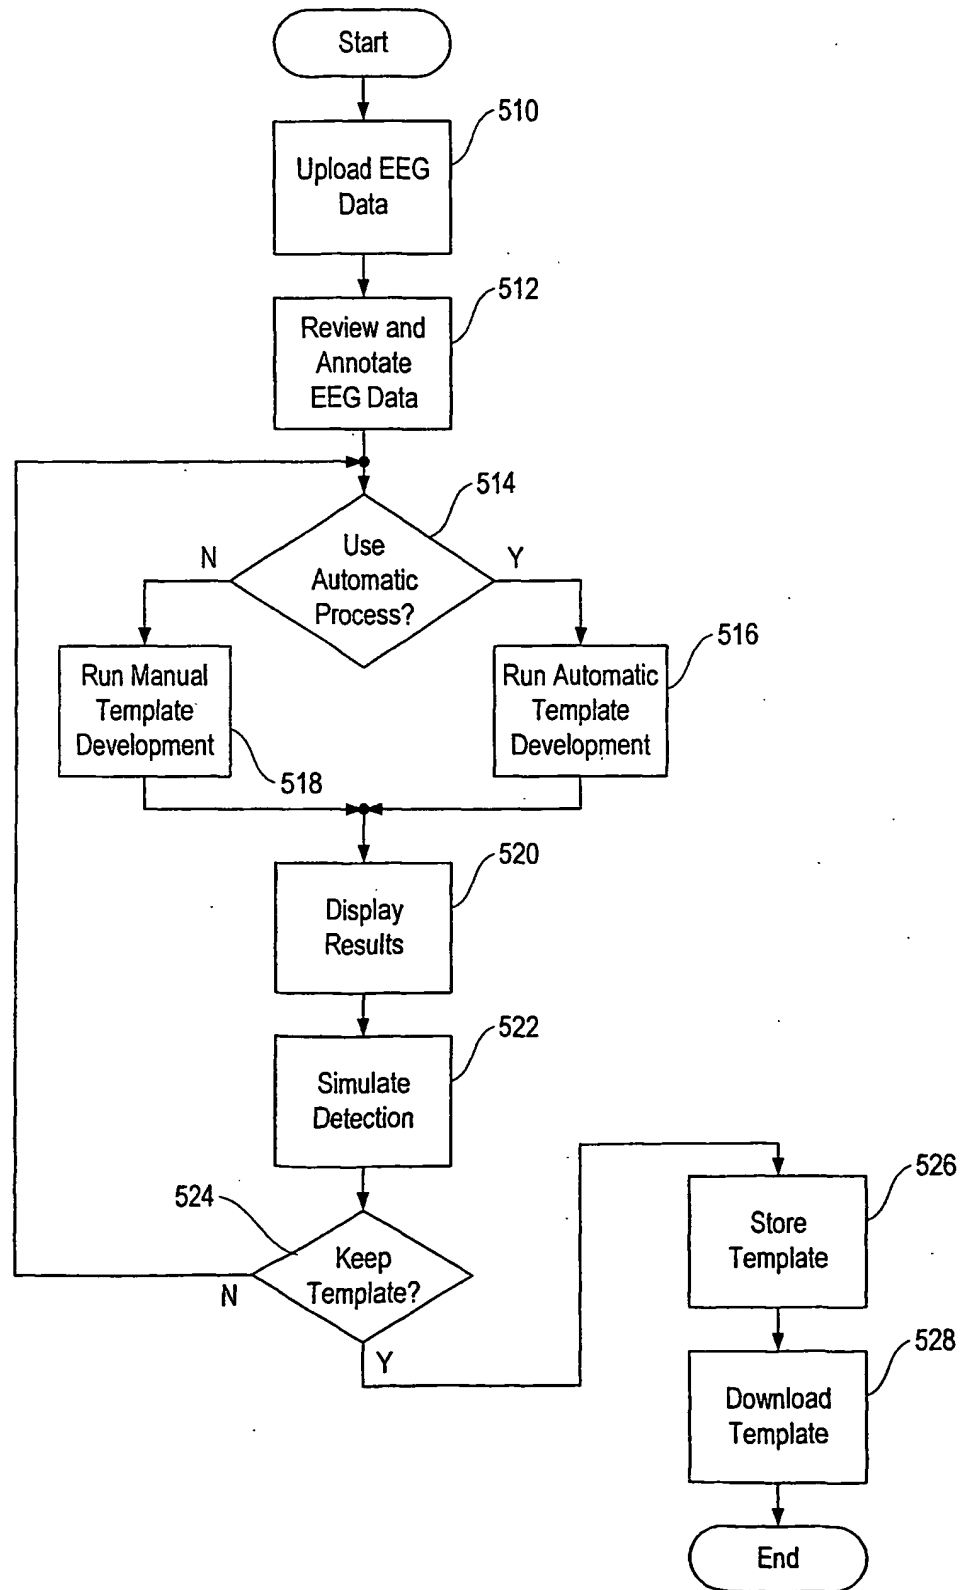 Start
510
Upload EEG
Data
512
Review and
Annotate
EEG Data
514
N
Use
Automatic
Process?
Y
516
Run Manual
Template
Development
518
Run Automatic
Template
Development
520
Display
Results
522
Simulate
Detection
524
Keep
Template?
N
Y
526
Store
Template
528
Download
Template
End